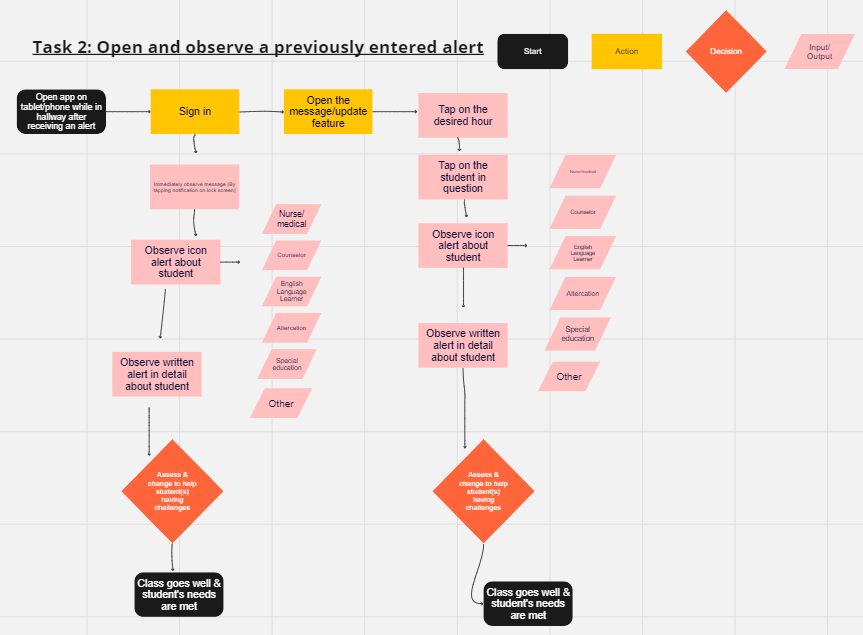 Task 2: Open and observe a previously entered alert
Start
Action
Decision
Input/
Output
Open app on
tablet/phone while in
hallway after
receiving an alert
Sign in
Open the
message/update
feature
Tap on the
desired hour
Immediately observe message (By
tapping notification on lock screen)
Tap on the
student in
question
Nurse/medical
Counselor
English
Language
Learner
Altercation
Special
education
Other
Nurse/
medical
Counselor
English
Language
Learner
Altercation
Special
education
Other
Observe icon
alert about
student
Observe icon
alert about
student
Observe written
alert in detail
about student
Observe written
alert in detail
about student
Assess &
change to help
student(s)
having
challenges
Assess &
change to help
student(s)
having
challenges
Class goes well &
student's needs
are met
Class goes well &
student's needs
are met